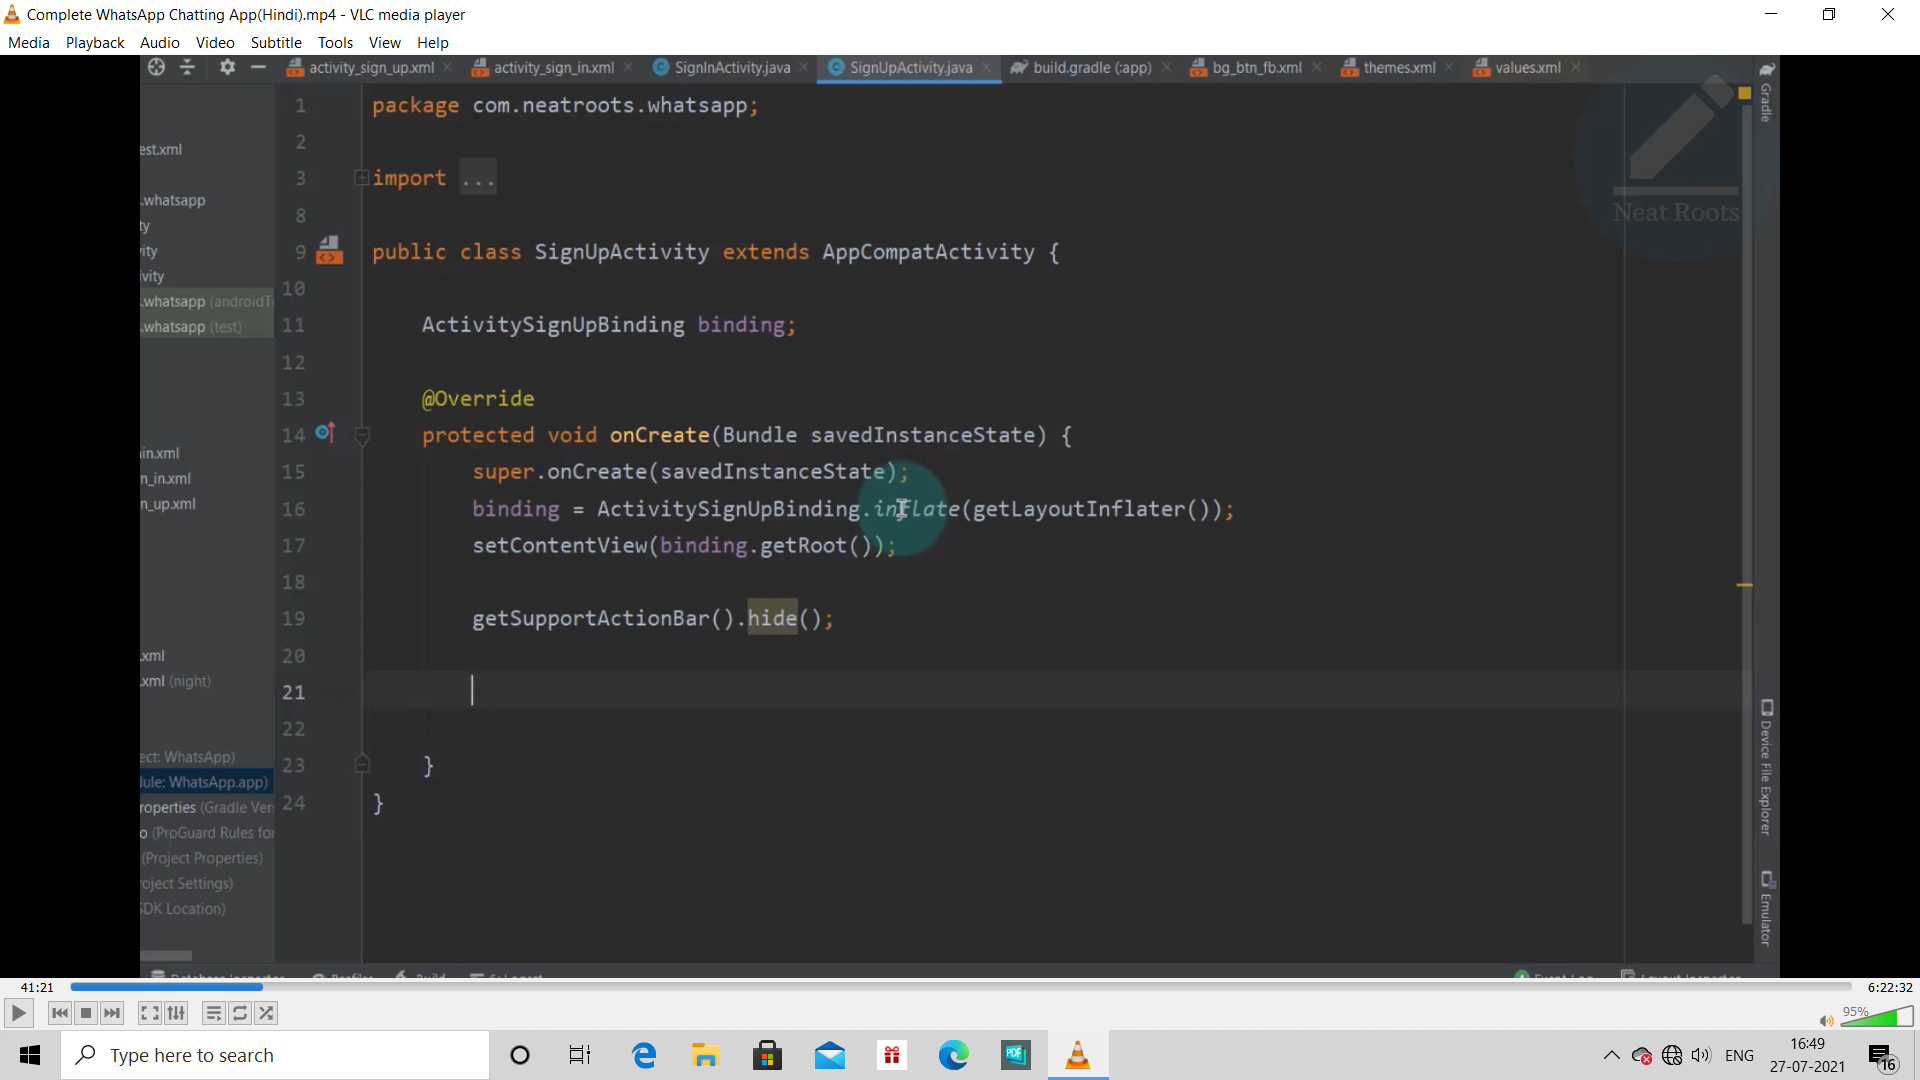 Complete WhatsApp Chatting App(Hindi).mp4 - VLC media player
Media Playback Audio Video Subtitle Tools View Help
activity_sign_up.xml activity_sign_in.xml SignInActivity.java SignUpActivity.java build.gradle (:app) bg_btn_fb.xml themes.xml values.xml
Gradle
Neat Roots
est.xml
.whatsapp
ty
ity
ivity
.whatsapp (androidTe
.whatsapp (test)
ain.xml
n_in.xml
n_up.xml
.xml
.xml (night)
ect: WhatsApp)
dule: WhatsApp.app)
roperties (Gradle Ver
o (ProGuard Rules for
(Project Properties)
roject Settings)
SDK Location)
1 package com.neatroots.whatsapp;
2
3 import ...
8
9 public class SignUpActivity extends AppCompatActivity {
10
11 ActivitySignUpBinding binding;
12
13 @Override
14 protected void onCreate(Bundle savedInstanceState) {
15 super.onCreate(savedInstanceState);
16 binding = ActivitySignUpBinding.inflate(getLayoutInflater());
17 setContentView(binding.getRoot());
18
19 getSupportActionBar().hide();
20
21
22
23 }
24 }
Device File Explorer
Emulator
41:21 6:22:32
95%
Type here to search
PDF
ENG
16:49
27-07-2021
16